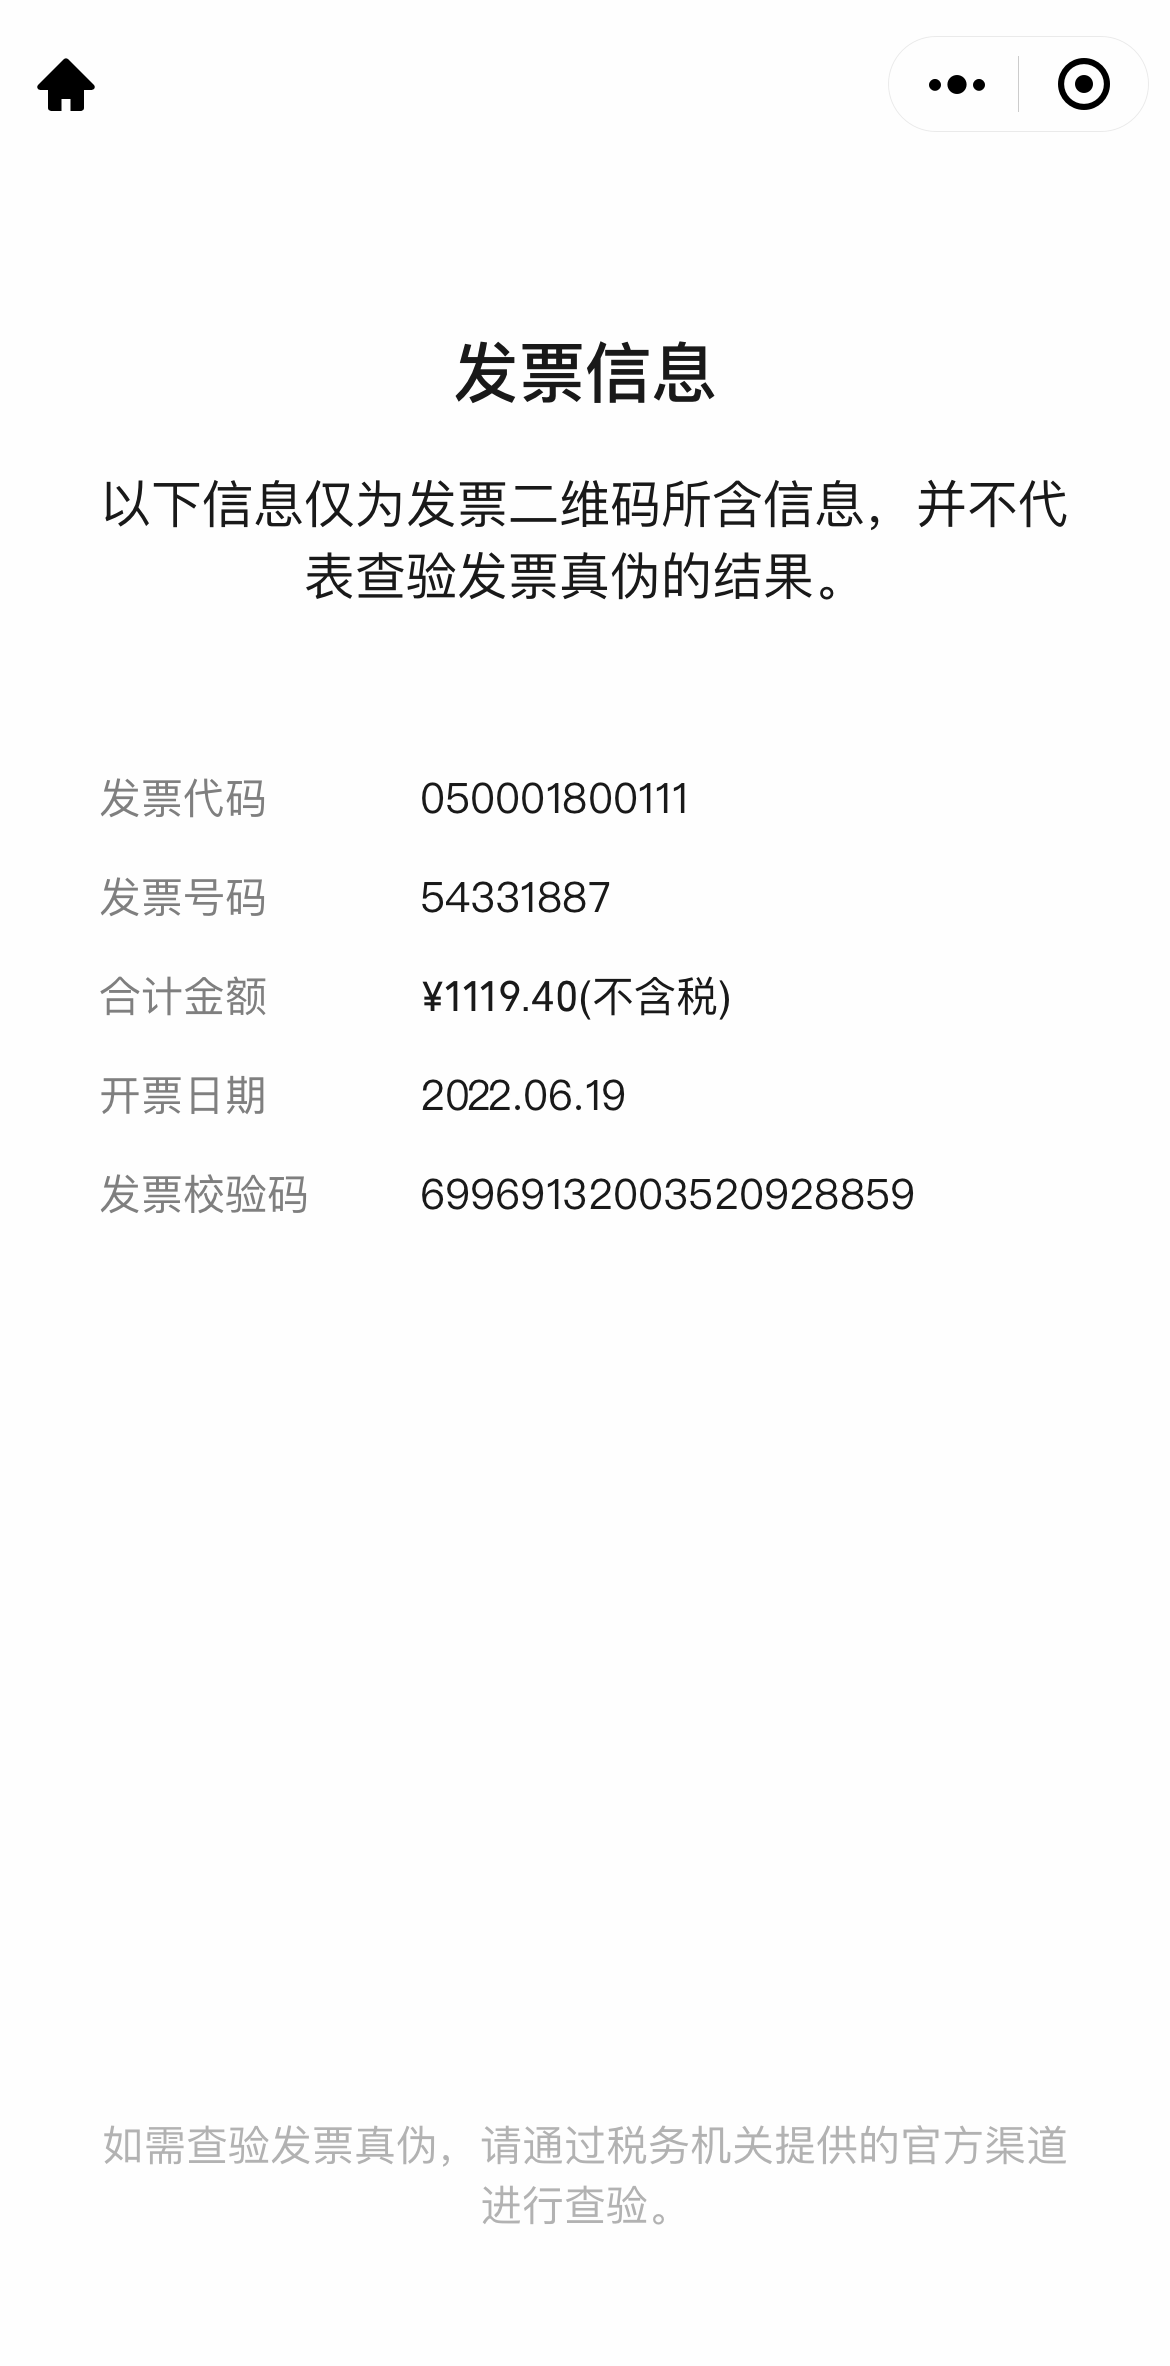 发票信息
以下信息仅为发票二维码所含信息，并不代
表查验发票真伪的结果。
发票代码 050001800111
发票号码 54331887
合计金额 ¥1119.40(不含税)
开票日期 2022.06.19
发票校验码 69969132003520928859
如需查验发票真伪，请通过税务机关提供的官方渠道
进行查验。